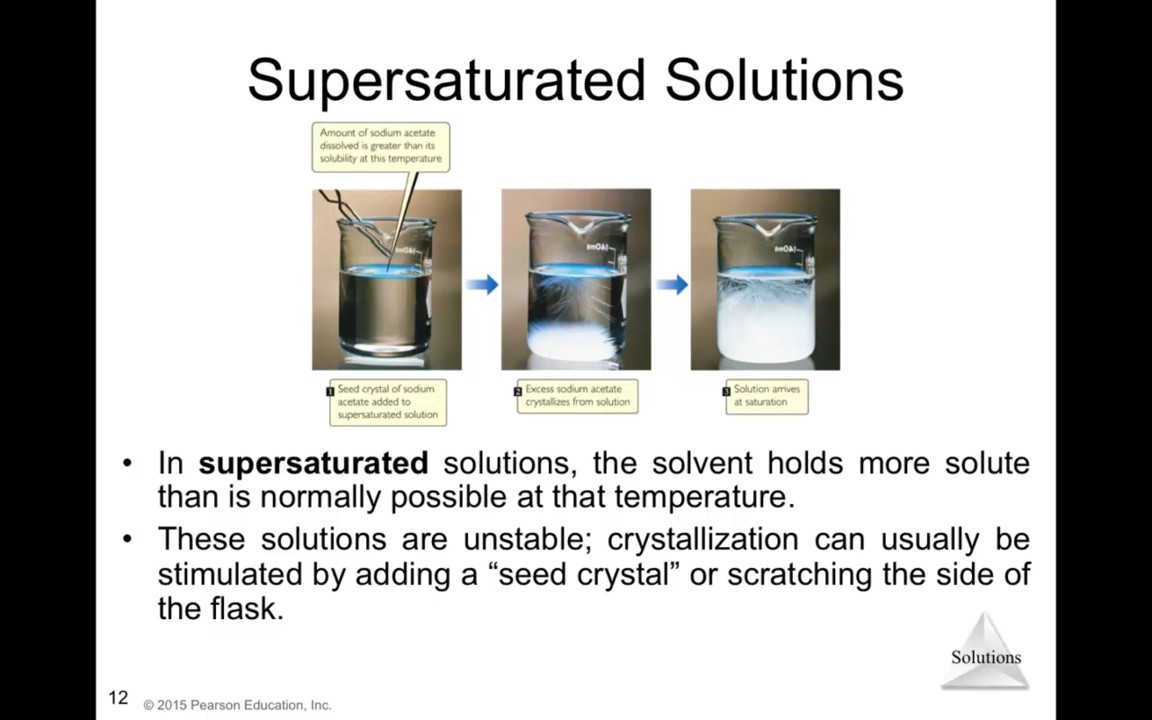 Supersaturated Solutions
Amount of sodium acetate
dissolved is greater than its
solubility at this temperature
1 Seed crystal of sodium
acetate added to
supersaturated solution
2 Excess sodium acetate
crystallizes from solution
3 Solution arrives
at saturation
• In supersaturated solutions, the solvent holds more solute
than is normally possible at that temperature.
• These solutions are unstable; crystallization can usually be
stimulated by adding a “seed crystal” or scratching the side of
the flask.
Solutions
12
© 2015 Pearson Education, Inc.